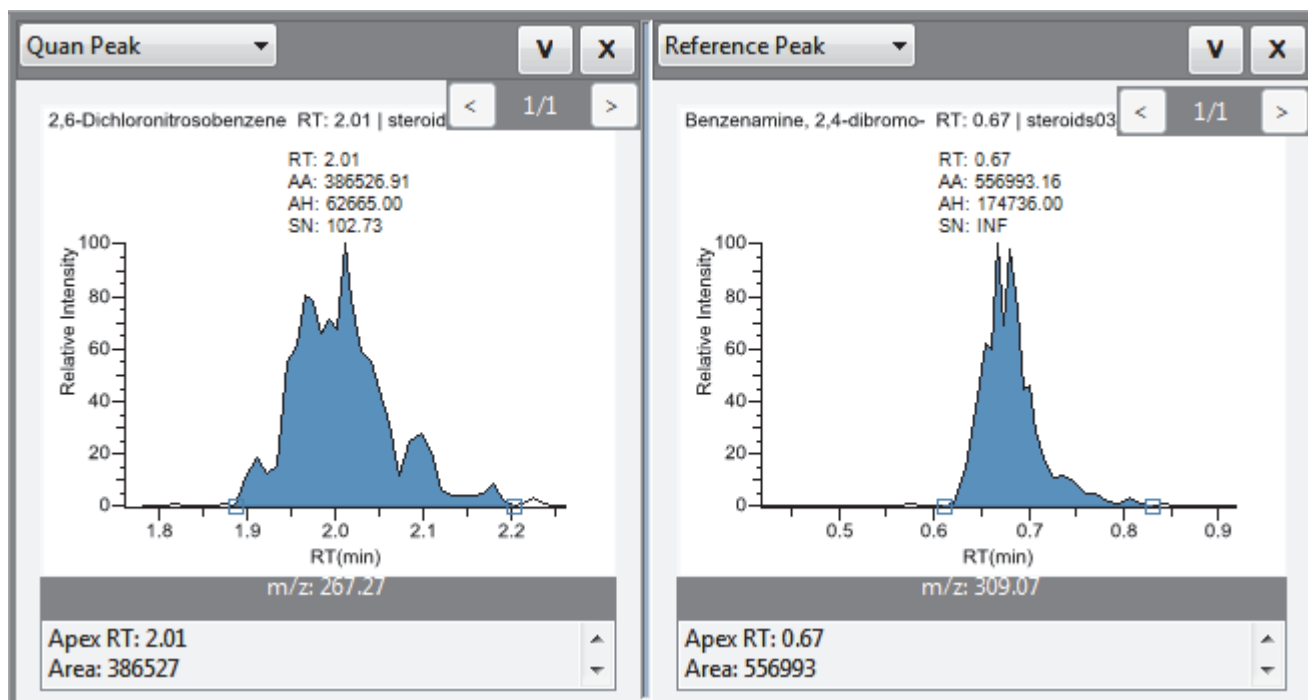 Quan Peak
V X
< 1/1 >
2,6-Dichloronitrosobenzene RT: 2.01 | steroid
RT: 2.01
AA: 386526.91
AH: 62665.00
SN: 102.73
Relative Intensity
100
80
60
40
20
0
1.8 1.9 2.0 2.1 2.2
RT(min)
m/z: 267.27
Apex RT: 2.01
Area: 386527
Reference Peak
V X
< 1/1 >
Benzenamine, 2,4-dibromo- RT: 0.67 | steroids03
RT: 0.67
AA: 556993.16
AH: 174736.00
SN: INF
Relative Intensity
100
80
60
40
20
0
0.5 0.6 0.7 0.8 0.9
RT(min)
m/z: 309.07
Apex RT: 0.67
Area: 556993